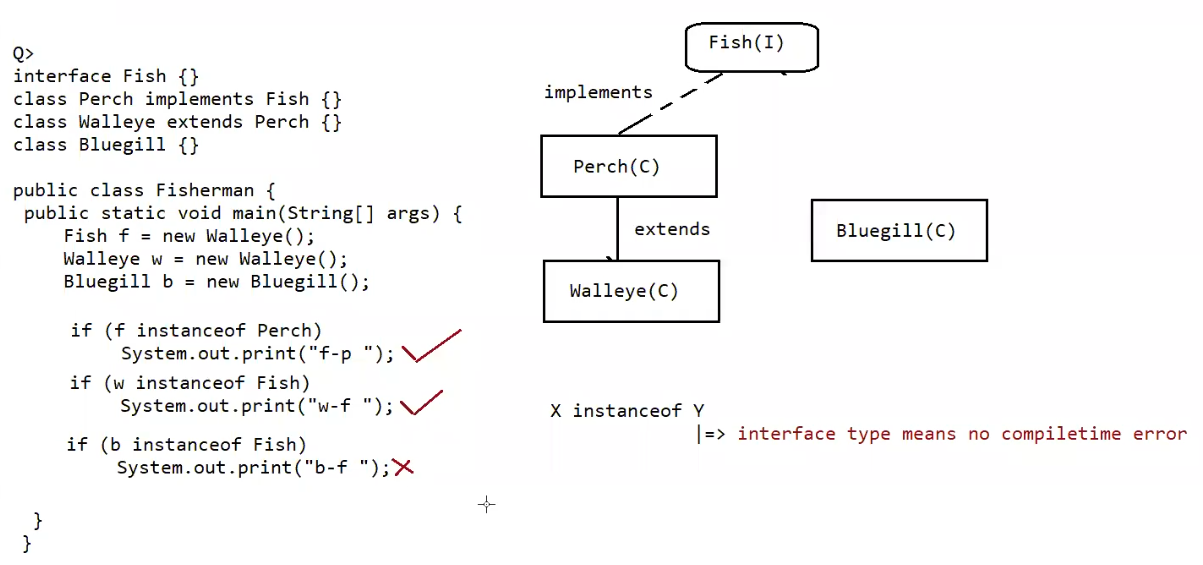 Q>
interface Fish {}
class Perch implements Fish {}
class Walleye extends Perch {}
class Bluegill {}
public class Fisherman {
public static void main(String[] args) {
Fish f = new Walleye();
Walleye w = new Walleye();
Bluegill b = new Bluegill();
if (f instanceof Perch)
System.out.print("f-p ");
if (w instanceof Fish)
System.out.print("w-f ");
if (b instanceof Fish)
System.out.print("b-f ");
}
}
Fish(I)
implements
Perch(C)
extends
Walleye(C)
Bluegill(C)
X instanceof Y
|=> interface type means no compiletime error